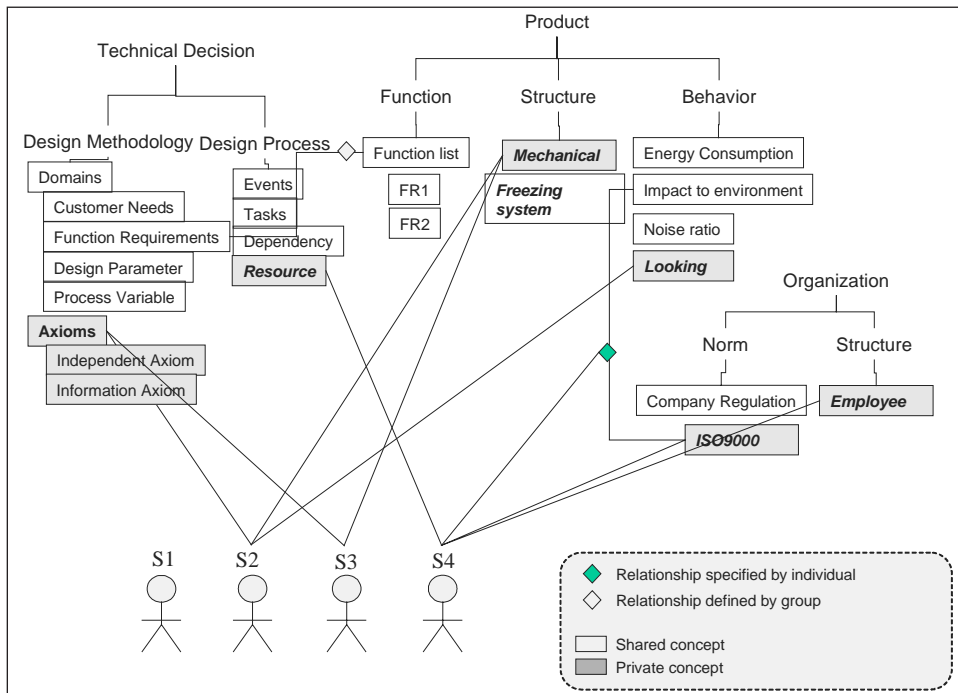 Product
Technical Decision
Function
Structure
Behavior
Design Methodology
Design Process
Function list
FR1
FR2
Mechanical
Freezing
system
Energy Consumption
Impact to environment
Noise ratio
Looking
Domains
Customer Needs
Function Requirements
Design Parameter
Process Variable
Axioms
Independent Axiom
Information Axiom
Events
Tasks
Dependency
Resource
Organization
Norm
Structure
Company Regulation
Employee
ISO9000
S1
S2
S3
S4
Relationship specified by individual
Relationship defined by group
Shared concept
Private concept